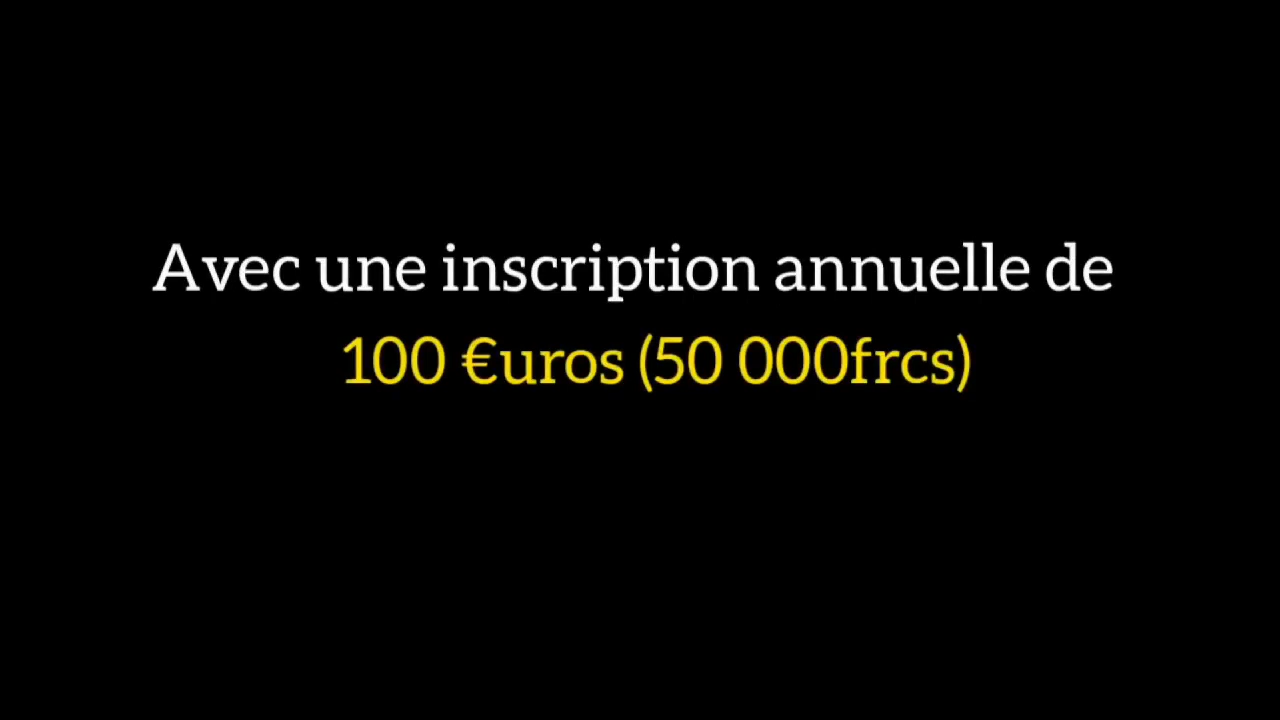 Avec une inscription annuelle de
100 €uros (50 000frcs)